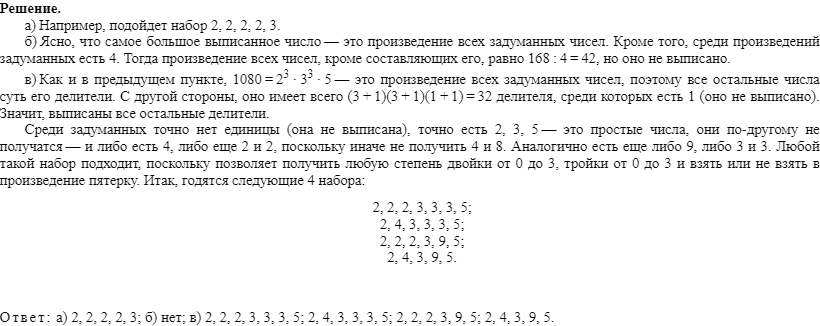 Решение.
а) Например, подойдет набор 2, 2, 2, 2, 3.
б) Ясно, что самое большое выписанное число — это произведение всех задуманных чисел. Кроме того, среди произведений
задуманных есть 4. Тогда произведение всех чисел, кроме составляющих его, равно 168 : 4 = 42, но оно не выписано.
в) Как и в предыдущем пункте, 1080 = 2³ · 3³ · 5 — это произведение всех задуманных чисел, поэтому все остальные числа
суть его делители. С другой стороны, оно имеет всего (3 + 1)(3 + 1)(1 + 1) = 32 делителя, среди которых есть 1 (оно не выписано).
Значит, выписаны все остальные делители.
Среди задуманных точно нет единицы (она не выписана), точно есть 2, 3, 5 — это простые числа, они по-другому не
получатся — и либо есть 4, либо еще 2 и 2, поскольку иначе не получить 4 и 8. Аналогично есть еще либо 9, либо 3 и 3. Любой
такой набор подходит, поскольку позволяет получить любую степень двойки от 0 до 3, тройки от 0 до 3 и взять или не взять в
произведение пятерку. Итак, годятся следующие 4 набора:
2, 2, 2, 3, 3, 3, 5;
2, 4, 3, 3, 3, 5;
2, 2, 2, 3, 9, 5;
2, 4, 3, 9, 5.
Ответ: а) 2, 2, 2, 2, 3; б) нет; в) 2, 2, 2, 3, 3, 3, 5; 2, 4, 3, 3, 3, 5; 2, 2, 2, 3, 9, 5; 2, 4, 3, 9, 5.